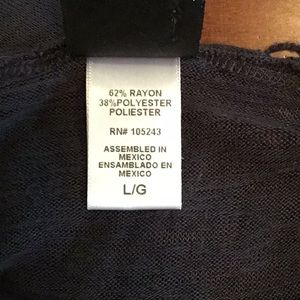 62% RAYON
38%POLYESTER
POLIESTER
RN# 105243
ASSEMBLED IN
MEXICO
ENSAMBLADO EN
MEXICO
L/G